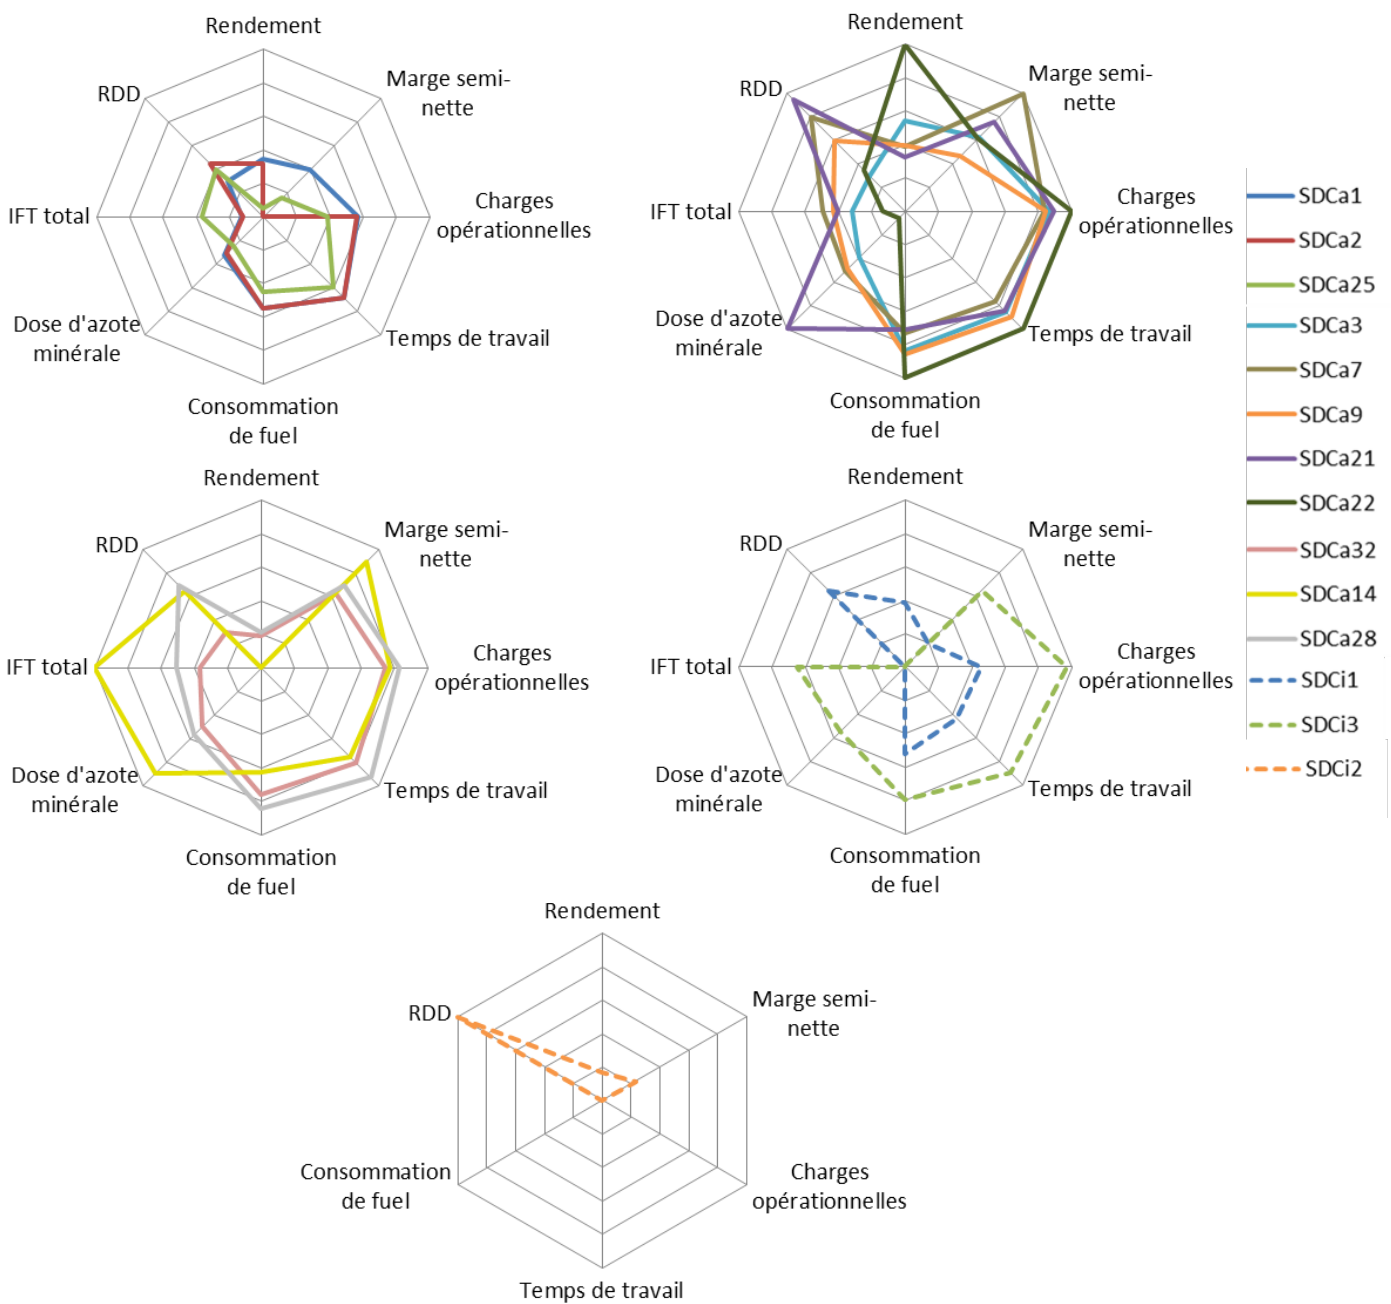 Rendement
Marge semi-
nette
Charges
opérationnelles
Temps de travail
Consommation
de fuel
Dose d'azote
minérale
IFT total
RDD
Rendement
Marge semi-
nette
Charges
opérationnelles
Temps de travail
Consommation
de fuel
Dose d'azote
minérale
IFT total
RDD
Rendement
Marge semi-
nette
Charges
opérationnelles
Temps de travail
Consommation
de fuel
Dose d'azote
minérale
IFT total
RDD
Rendement
Marge semi-
nette
Charges
opérationnelles
Temps de travail
Consommation
de fuel
Dose d'azote
minérale
IFT total
RDD
Rendement
Marge semi-
nette
Charges
opérationnelles
Temps de travail
Consommation
de fuel
RDD
SDCa1
SDCa2
SDCa25
SDCa3
SDCa7
SDCa9
SDCa21
SDCa22
SDCa32
SDCa14
SDCa28
SDCi1
SDCi3
SDCi2